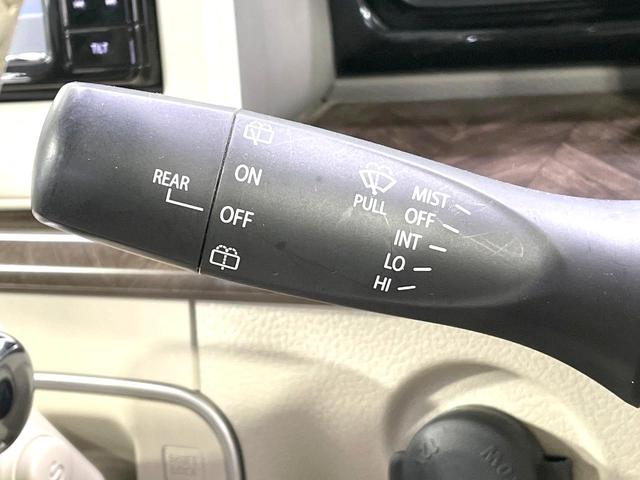 TILT
REAR
ON
OFF
PULL
MIST
OFF
INT
LO
HI
S